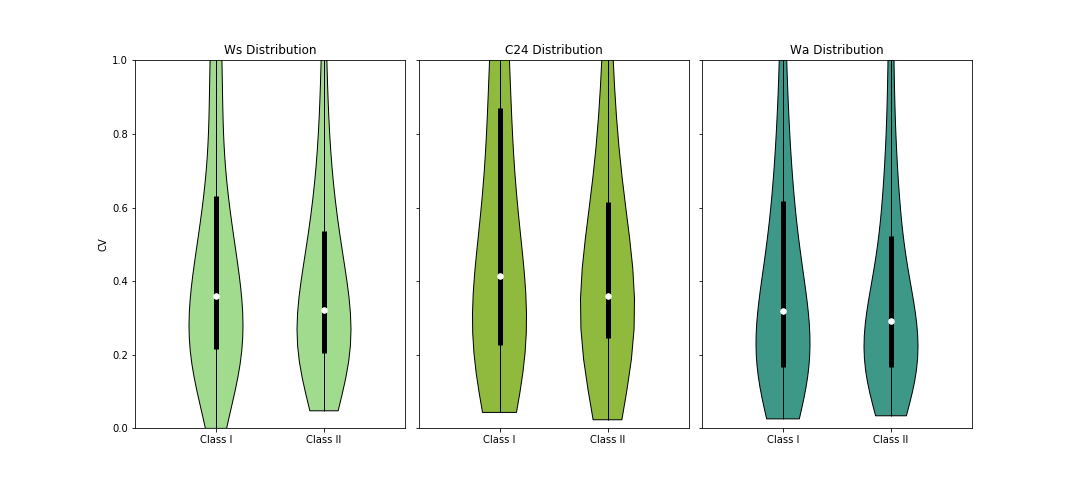 Ws Distribution
C24 Distribution
Wa Distribution
CV
1.0
0.8
0.6
0.4
0.2
0.0
Class I
Class II
Class I
Class II
Class I
Class II